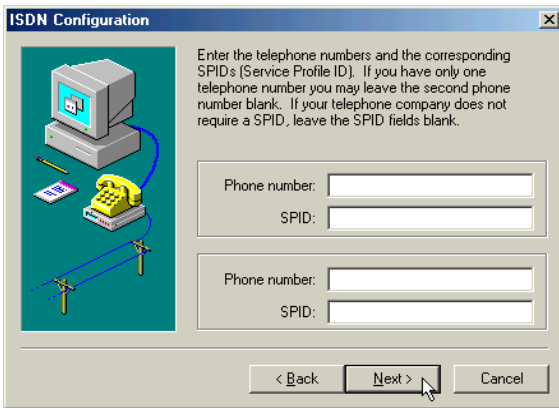 ISDN Configuration
Enter the telephone numbers and the corresponding
SPIDs (Service Profile ID). If you have only one
telephone number you may leave the second phone
number blank. If your telephone company does not
require a SPID, leave the SPID fields blank.
Phone number:
SPID:
Phone number:
SPID:
< Back
Next >
Cancel